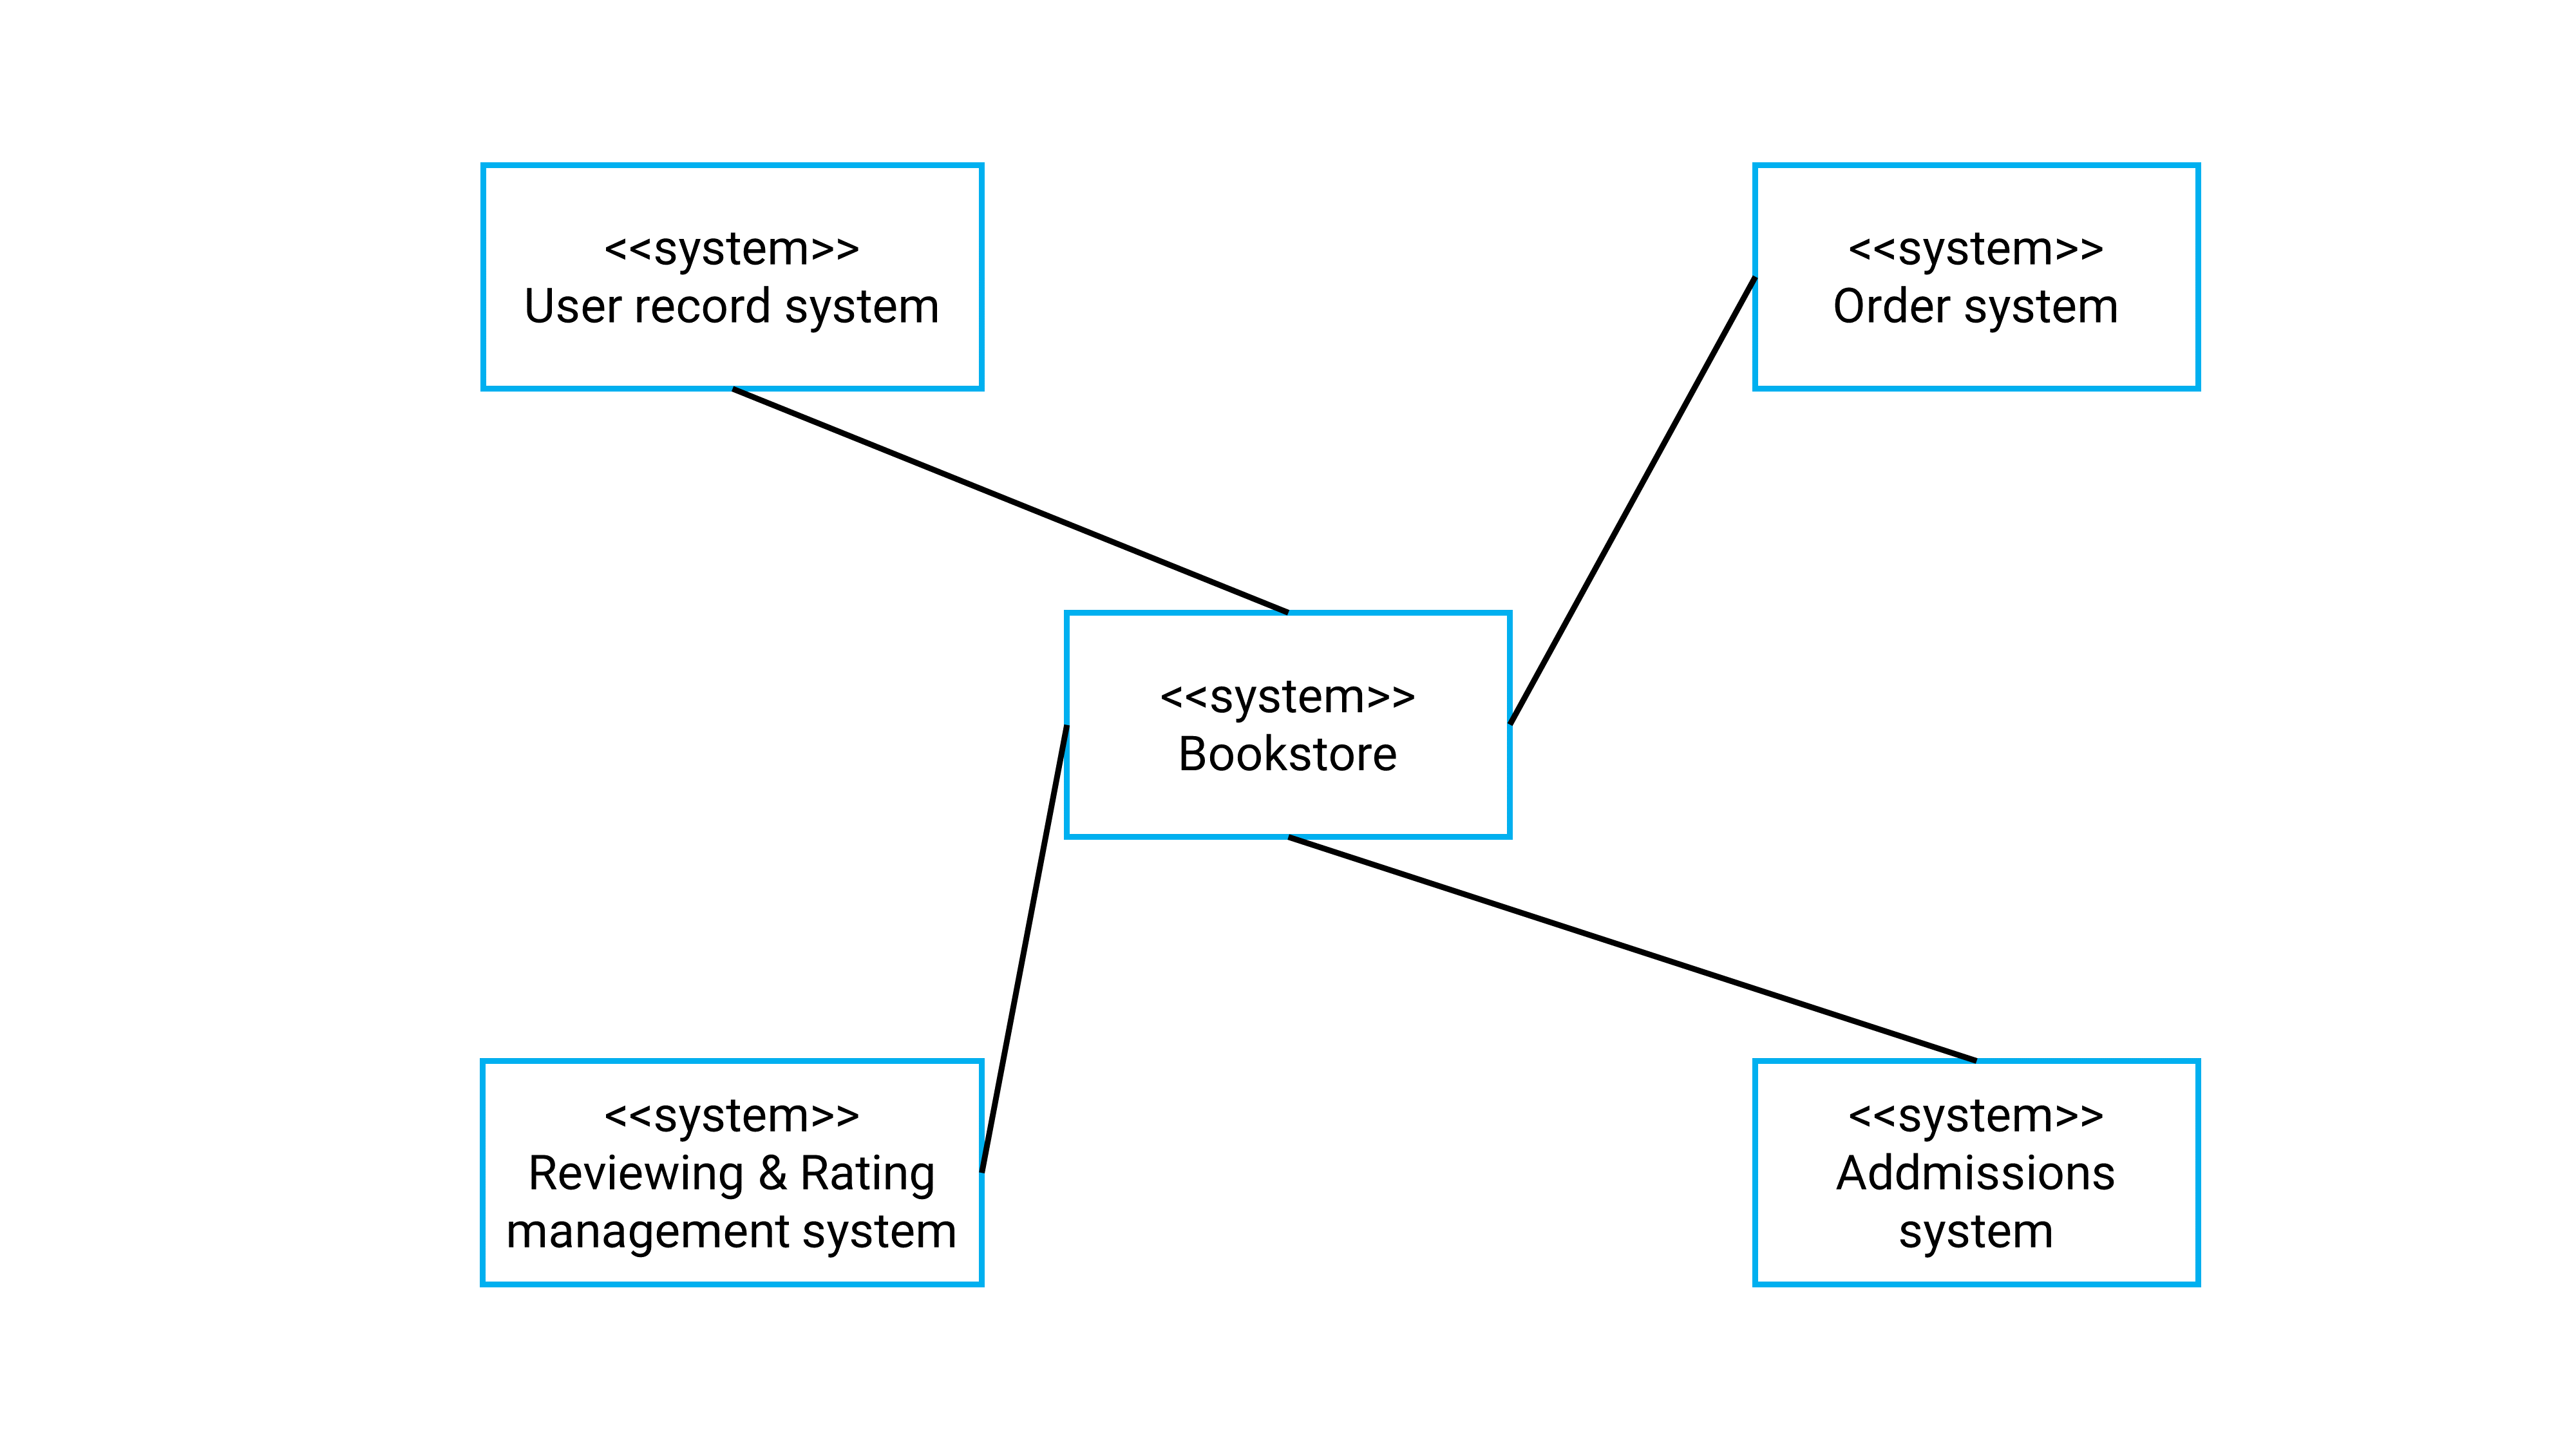 <<system>>
User record system
<<system>>
Order system
<<system>>
Bookstore
<<system>>
Reviewing & Rating
management system
<<system>>
Addmissions
system